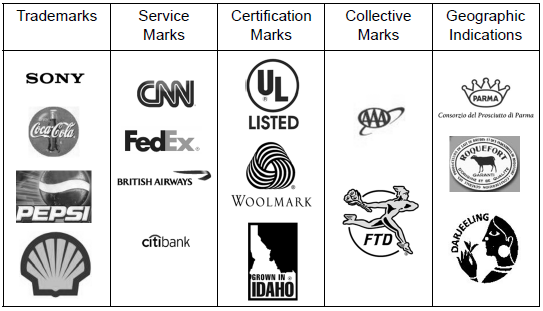 Trademarks
Service
Marks
Certification
Marks
Collective
Marks
Geographic
Indications
SONY
Coca-Cola
PEPSI
CNN
FedEx
BRITISH AIRWAYS
citibank
UL
R
LISTED
WOOLMARK
GROWN IN
IDAHO
AAA
FTD
PARMA
Consorzio del Prosciutto di Parma
ROQUEFORT
DARJEELING